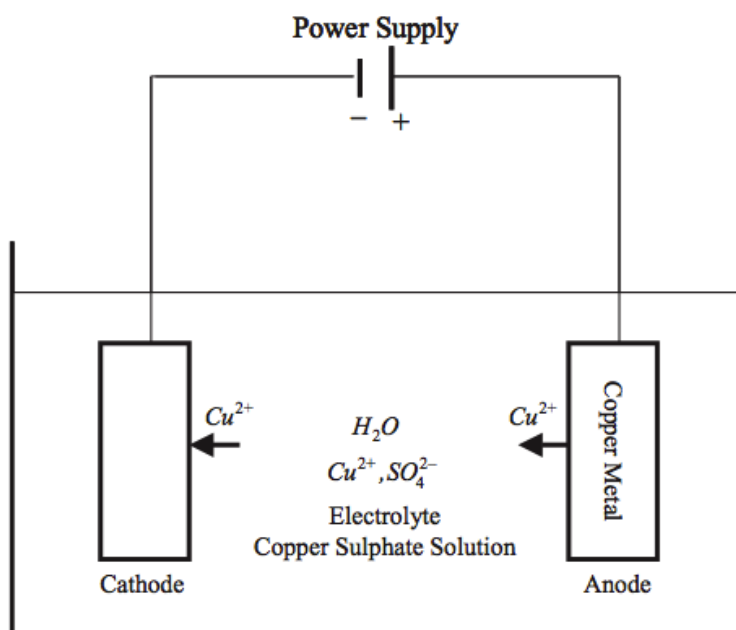 Power Supply
− +
Cu²⁺
Cu²⁺
H₂O
Cu²⁺, SO₄²⁻
Electrolyte
Copper Sulphate Solution
Copper Metal
Cathode
Anode